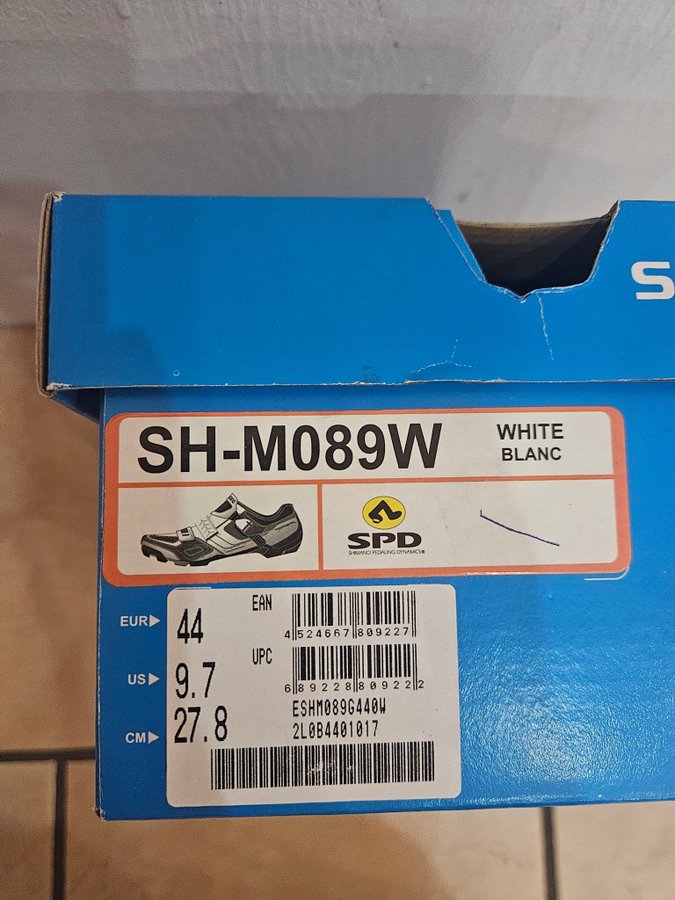 S
SH-M089W
WHITE
BLANC
SPD
SHIMANO PEDALING DYNAMICS®
EUR 44
US 9.7
CM 27.8
EAN
4 524667 809227
UPC
6 89228 80922 2
ESHM089G440W
2L0B4401017